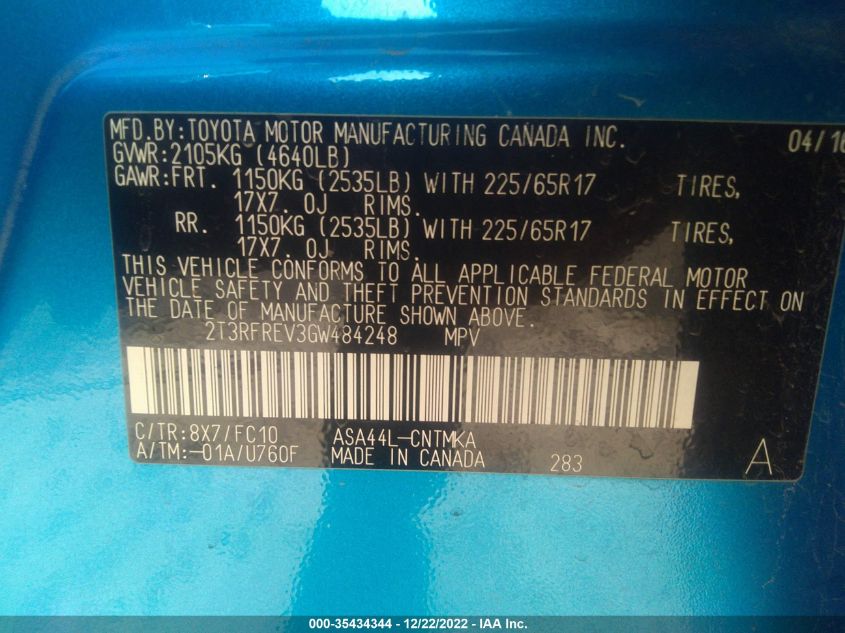 MFD.BY:TOYOTA MOTOR MANUFACTURING CANADA INC. 04/16
GVWR:2105KG (4640LB)
GAWR:FRT. 1150KG (2535LB) WITH 225/65R17 TIRES,
17X7. 0J RIMS.
RR. 1150KG (2535LB) WITH 225/65R17 TIRES,
17X7. 0J RIMS.
THIS VEHICLE CONFORMS TO ALL APPLICABLE FEDERAL MOTOR
VEHICLE SAFETY AND THEFT PREVENTION STANDARDS IN EFFECT ON
THE DATE OF MANUFACTURE SHOWN ABOVE.
2T3RFREV3GW484248 MPV
C/TR:8X7/FC10 ASA44L-CNTMKA
A/TM:-01A/U760F MADE IN CANADA 283 A
000-35434344 - 12/22/2022 - IAA Inc.